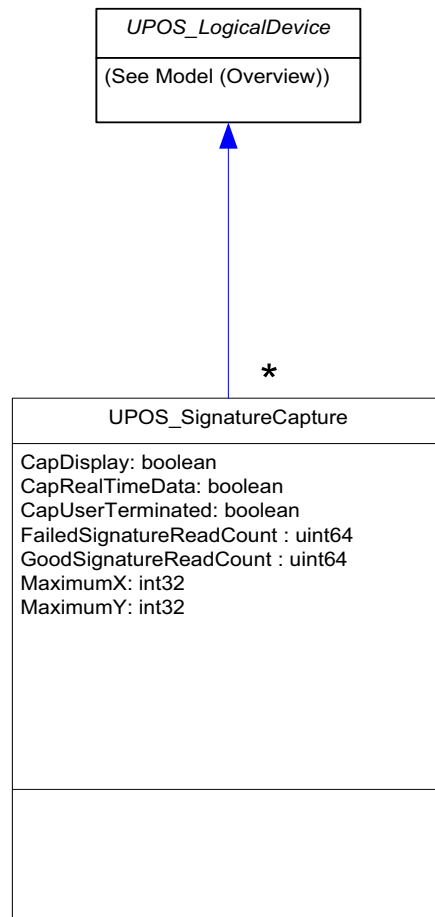 UPOS_LogicalDevice
(See Model (Overview))
*
UPOS_SignatureCapture
CapDisplay: boolean
CapRealTimeData: boolean
CapUserTerminated: boolean
FailedSignatureReadCount : uint64
GoodSignatureReadCount : uint64
MaximumX: int32
MaximumY: int32